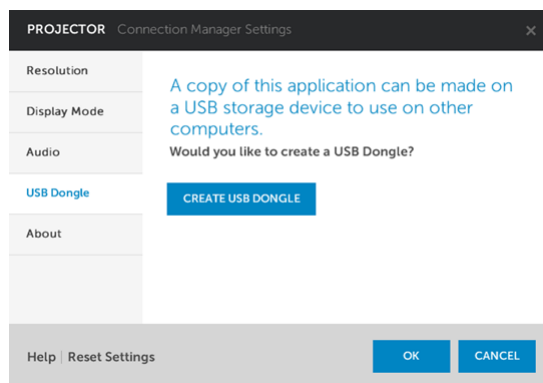 PROJECTOR Connection Manager Settings ×
Resolution
Display Mode
Audio
USB Dongle
About
A copy of this application can be made on
a USB storage device to use on other
computers.
Would you like to create a USB Dongle?
CREATE USB DONGLE
Help | Reset Settings
OK
CANCEL